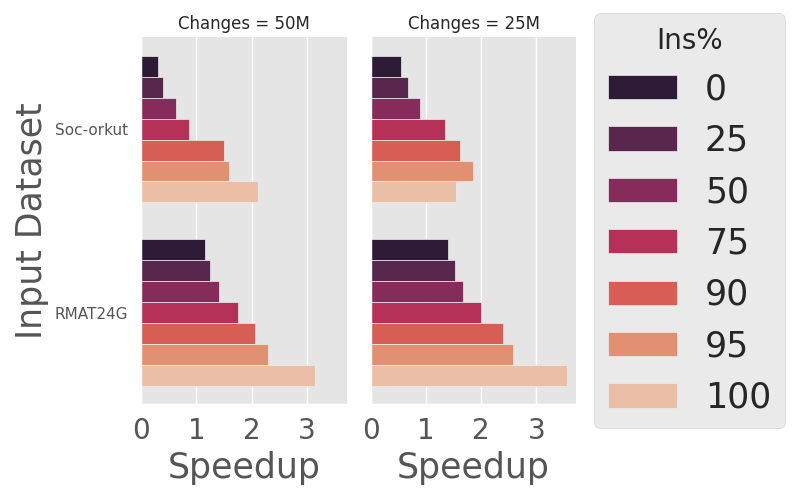 Changes = 50M
Changes = 25M
Input Dataset
Soc-orkut
RMAT24G
0 1 2 3
0 1 2 3
Speedup
Speedup
Ins%
0
25
50
75
90
95
100